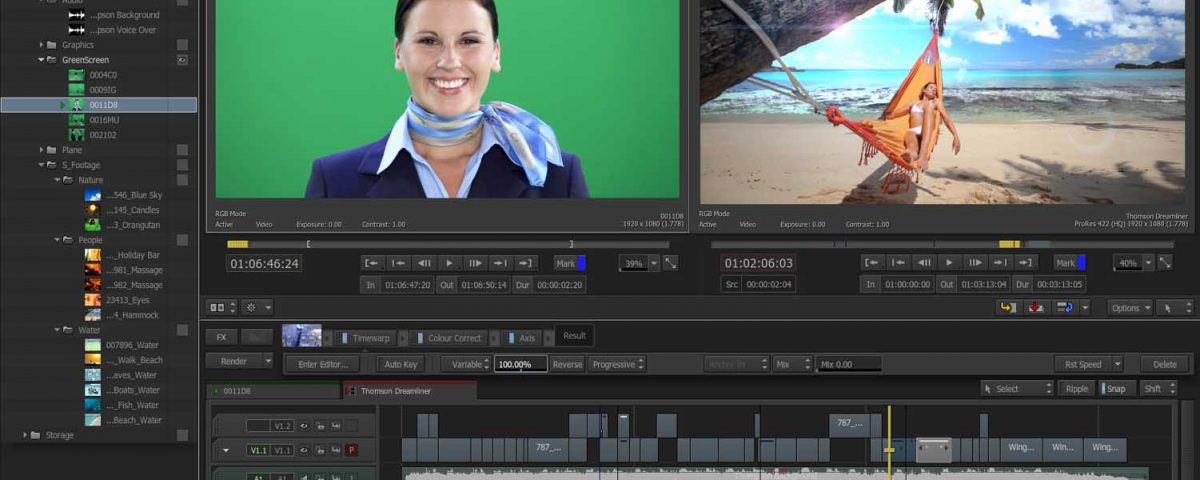 Audio
...pson Background
...pson Voice Over
Graphics
GreenScreen
0004C0
0009IG
0011D8
0016MU
002102
Plane
S_Footage
Nature
...546_Blue Sky
...145_Candles
...3_Orangutan
People
..._Holiday Bar
...981_Massage
...982_Massage
23413_Eyes
...4_Hammock
Water
007896_Water
..._Walk_Beach
...aves_Water
...Boats_Water
..._Fish_Water
...Beach_Water
Storage
RGB Mode
0011D8
Active Video Exposure: 0.00 Contrast: 1.00 1920 x 1080 (1.778)
RGB Mode
Thomson Dreamliner
Active Video Exposure: 0.00 Contrast: 1.00 ProRes 422 (HQ) 1920 x 1080 (1.778)
01:06:46:24 Mark 39%
In 01:06:47:20 Out 01:06:50:14 Dur 00:00:02:20
01:02:06:03 Mark 40%
Src 00:00:02:04 In 01:00:00:00 Out 01:03:13:04 Dur 00:03:13:05
Options
FX Timewarp Colour Correct Axis Result
Render Enter Editor... Auto Key Variable 100.00% Reverse Progressive Mix Mix 0.00 Rst Speed Delete
0011D8 Thomson Dreamliner Select Ripple Snap Shift
V1.2 787_...
V1.1 P 787_... Wing... Win... Wing...
A1